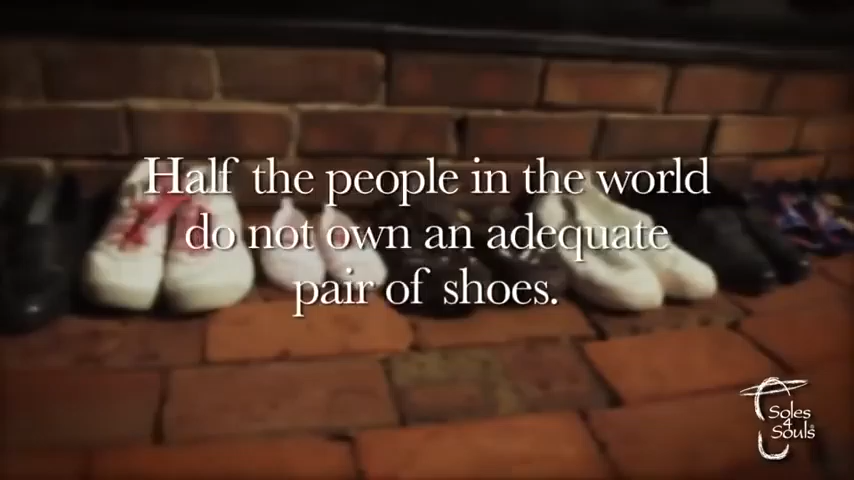 Half the people in the world
do not own an adequate
pair of shoes.
Soles
4
Souls®